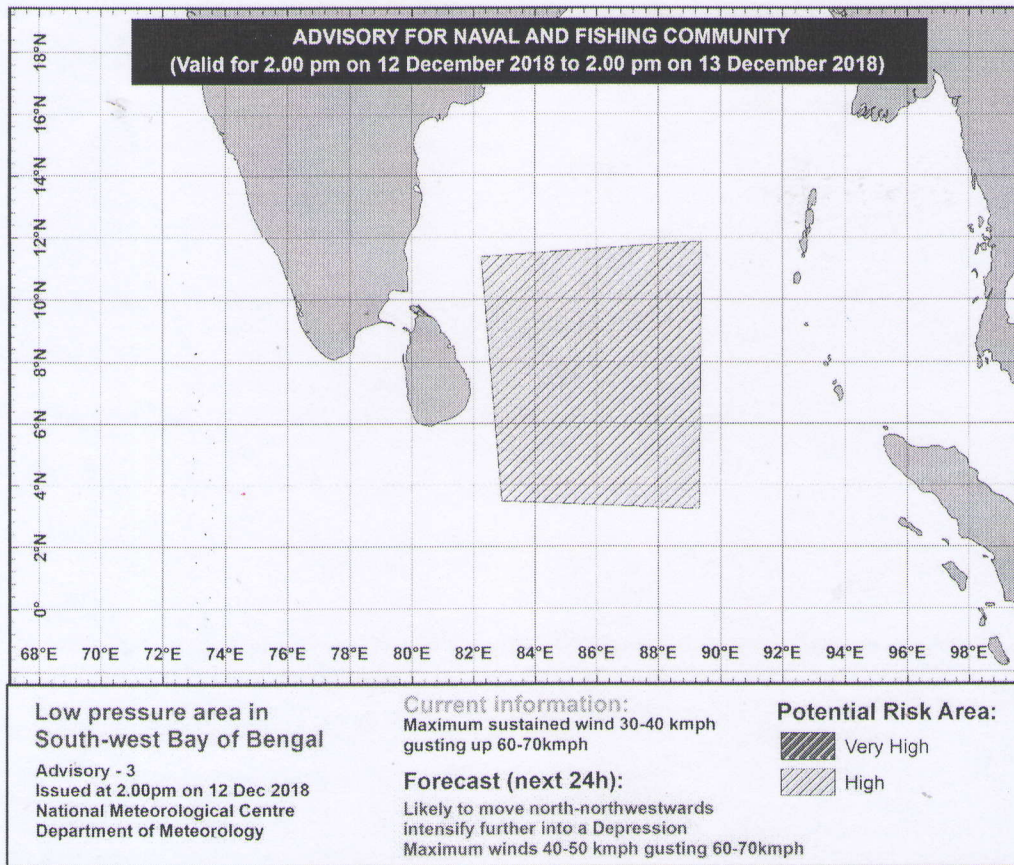 ADVISORY FOR NAVAL AND FISHING COMMUNITY
(Valid for 2.00 pm on 12 December 2018 to 2.00 pm on 13 December 2018)
18°N
16°N
14°N
12°N
10°N
8°N
6°N
4°N
2°N
0°
68°E 70°E 72°E 74°E 76°E 78°E 80°E 82°E 84°E 86°E 88°E 90°E 92°E 94°E 96°E 98°E
Low pressure area in
South-west Bay of Bengal
Advisory - 3
Issued at 2.00pm on 12 Dec 2018
National Meteorological Centre
Department of Meteorology
Current information:
Maximum sustained wind 30-40 kmph
gusting up 60-70kmph
Forecast (next 24h):
Likely to move north-northwestwards
intensify further into a Depression
Maximum winds 40-50 kmph gusting 60-70kmph
Potential Risk Area:
Very High
High